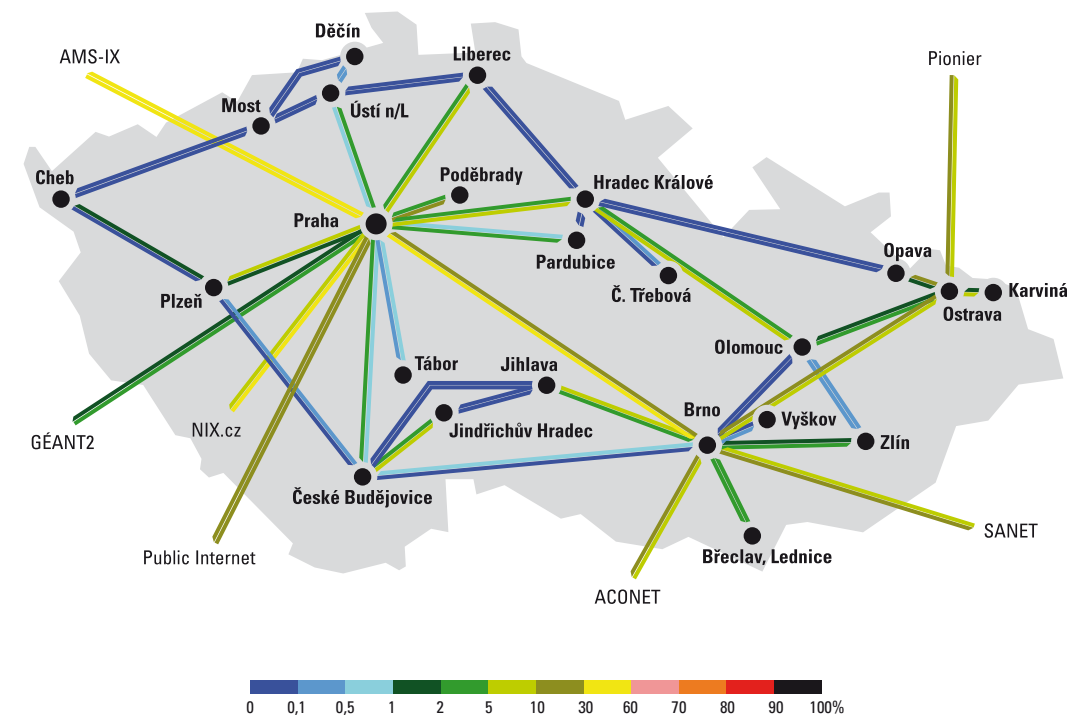 Děčín
AMS-IX
Liberec
Pionier
Most
Ústí n/L
Cheb
Poděbrady
Hradec Králové
Praha
Pardubice
Opava
Plzeň
Č. Třebová
Karviná
Ostrava
Olomouc
Tábor
Jihlava
Brno
Vyškov
NIX.cz
Jindřichův Hradec
GÉANT2
Zlín
České Budějovice
SANET
Public Internet
Břeclav, Lednice
ACONET
0 0,1 0,5 1 2 5 10 30 60 70 80 90 100%